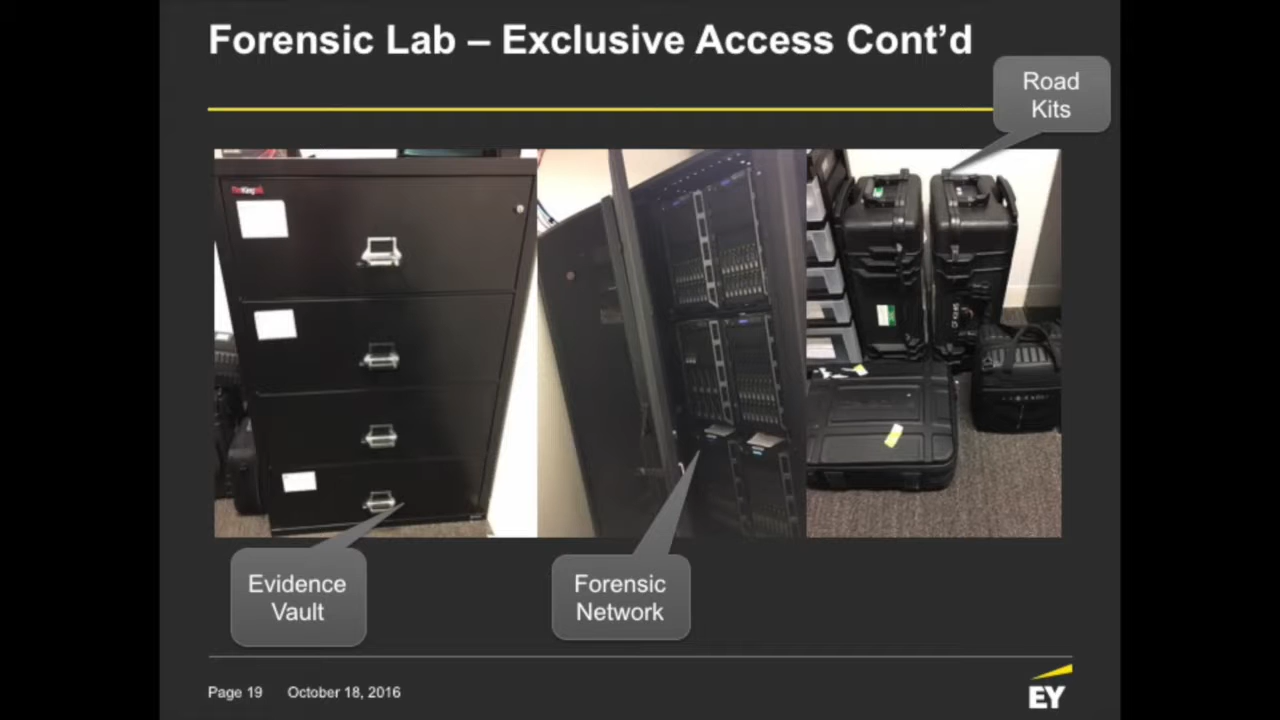 Forensic Lab – Exclusive Access Cont’d
Road
Kits
Evidence
Vault
Forensic
Network
Page 19 October 18, 2016
EY